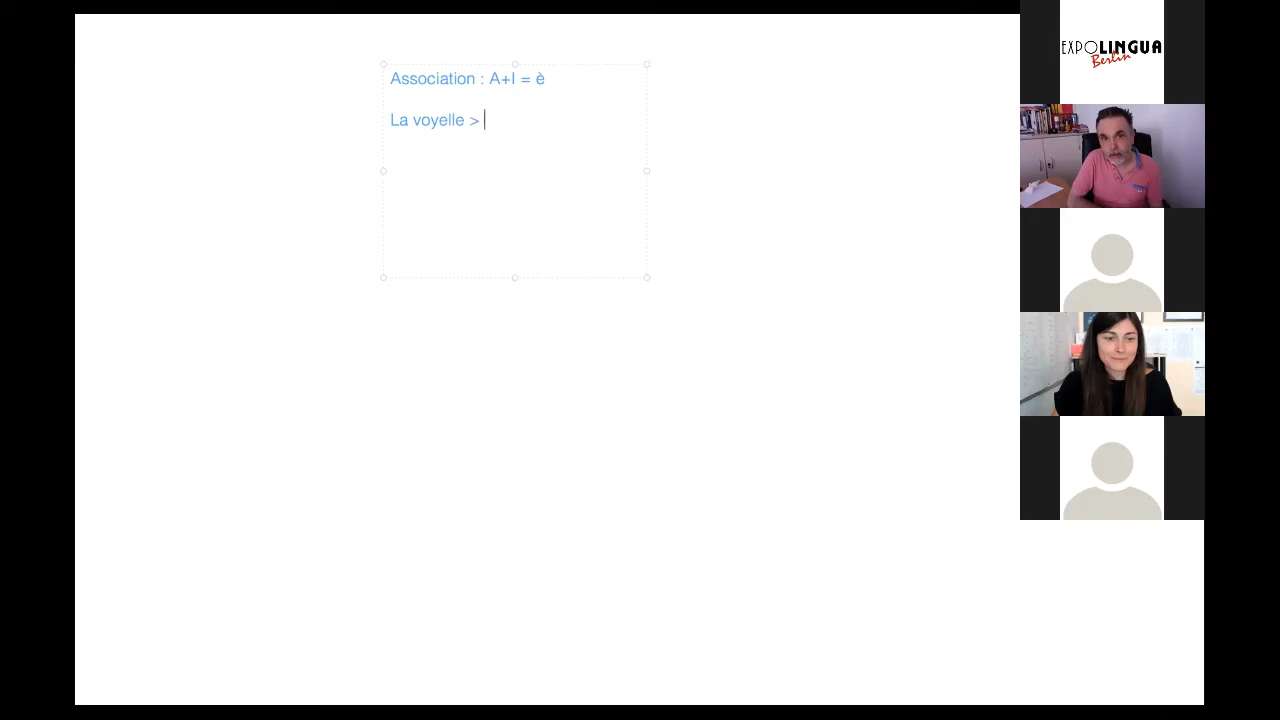 Association : A+I = è
La voyelle >
EXPOLINGUA
Berlin